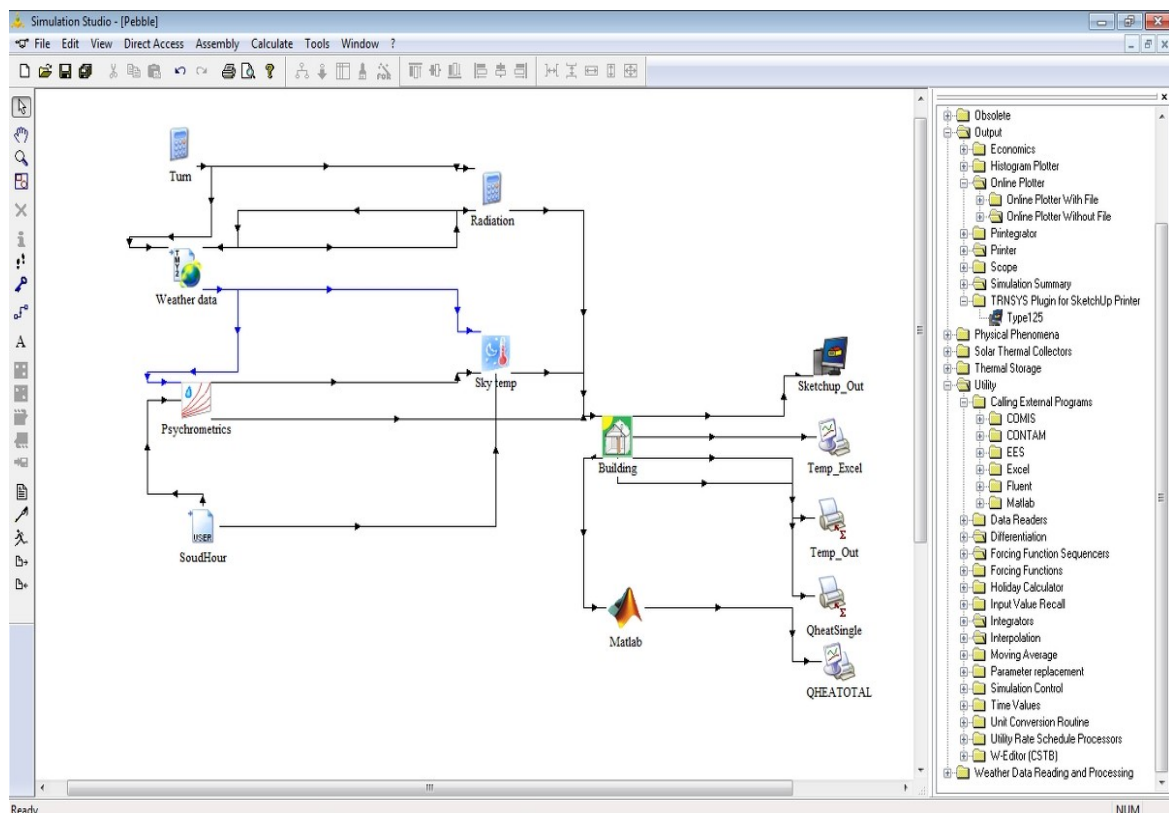 Simulation Studio - [Pebble]
File Edit View Direct Access Assembly Calculate Tools Window ?
FOR
A
Turn
Radiation
TMY2
Weather data
Sky temp
Psychrometrics
USER
SoudHour
Building
Matlab
Sketchup_Out
Temp_Excel
Σ
Temp_Out
Σ
QheatSingle
QHEATOTAL
Obsolete
Output
Economics
Histogram Plotter
Online Plotter
Online Plotter With File
Online Plotter Without File
Printegrator
Printer
Scope
Simulation Summary
TRNSYS Plugin for SketchUp Printer
Type125
Physical Phenomena
Solar Thermal Collectors
Thermal Storage
Utility
Calling External Programs
COMIS
CONTAM
EES
Excel
Fluent
Matlab
Data Readers
Differentiation
Forcing Function Sequencers
Forcing Functions
Holiday Calculator
Input Value Recall
Integrators
Interpolation
Moving Average
Parameter replacement
Simulation Control
Time Values
Unit Conversion Routine
Utility Rate Schedule Processors
W-Editor (CSTB)
Weather Data Reading and Processing
Ready
NUM